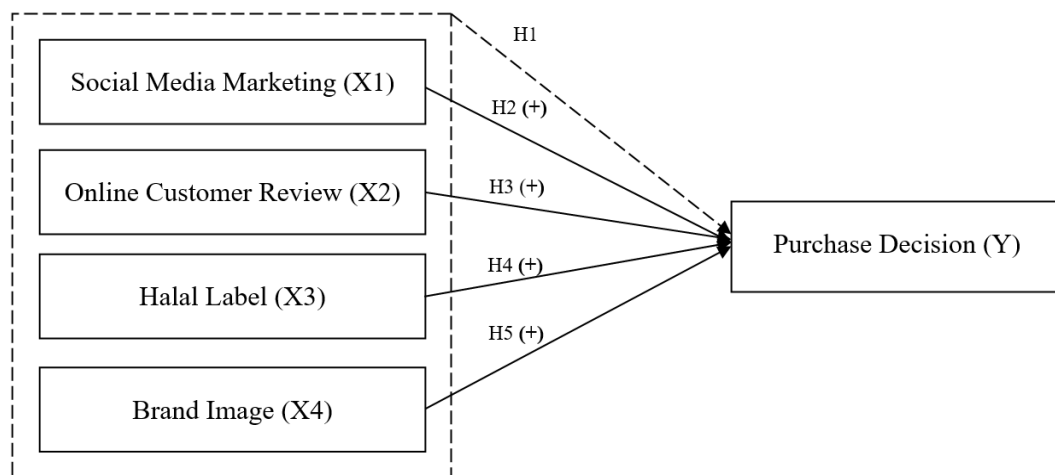 H1
Social Media Marketing (X1)
H2 (+)
Online Customer Review (X2)
H3 (+)
Purchase Decision (Y)
H4 (+)
Halal Label (X3)
H5 (+)
Brand Image (X4)